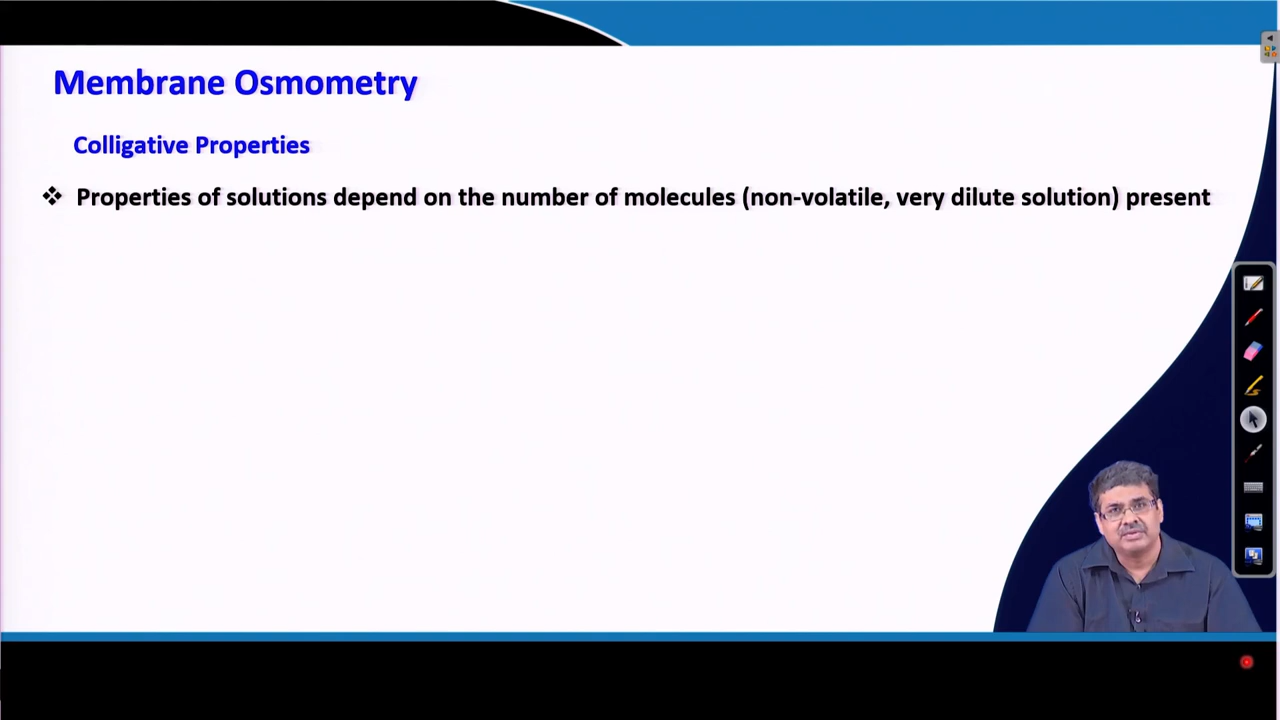 Membrane Osmometry
Colligative Properties
❖ Properties of solutions depend on the number of molecules (non-volatile, very dilute solution) present